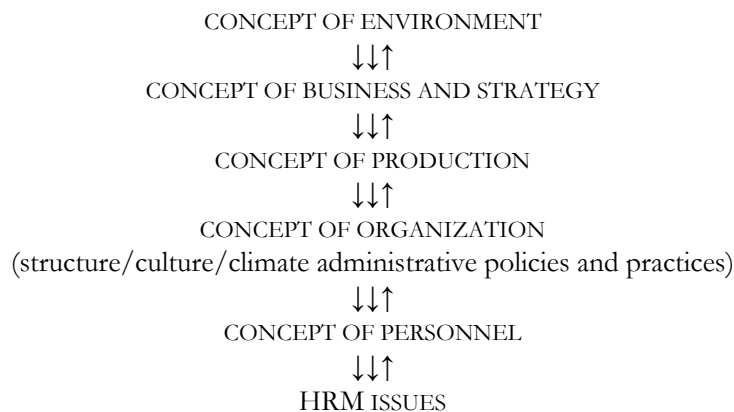 CONCEPT OF ENVIRONMENT
↓↓↑
CONCEPT OF BUSINESS AND STRATEGY
↓↓↑
CONCEPT OF PRODUCTION
↓↓↑
CONCEPT OF ORGANIZATION
(structure/culture/climate administrative policies and practices)
↓↓↑
CONCEPT OF PERSONNEL
↓↓↑
HRM ISSUES